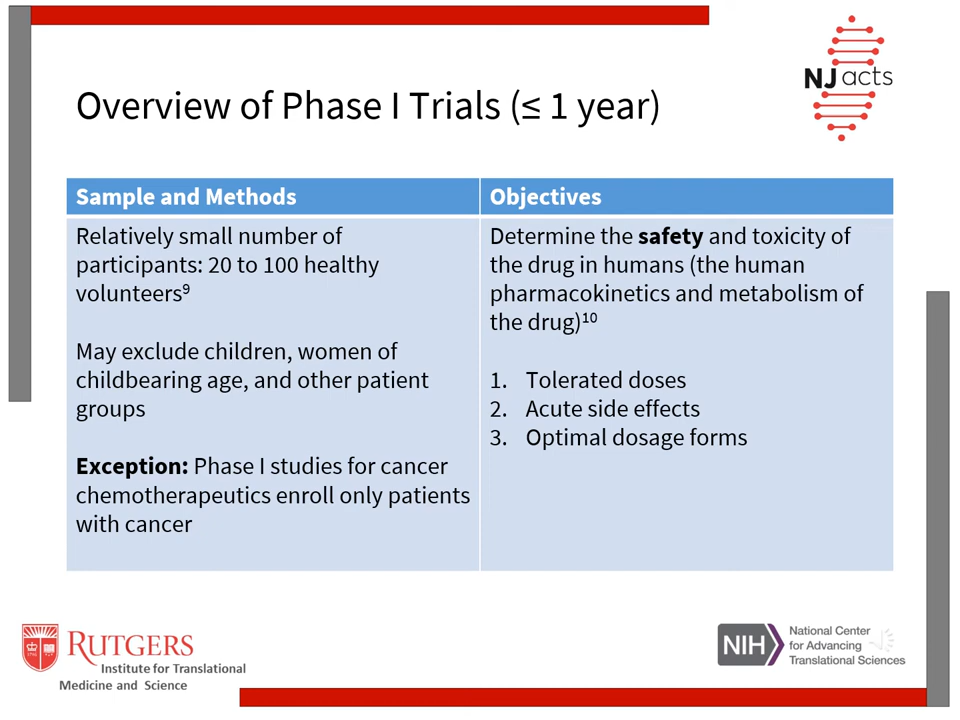 NJ acts
Overview of Phase I Trials (≤ 1 year)
Sample and Methods
Relatively small number of
participants: 20 to 100 healthy
volunteers⁹
May exclude children, women of
childbearing age, and other patient
groups
Exception: Phase I studies for cancer
chemotherapeutics enroll only patients
with cancer
Objectives
Determine the safety and toxicity of
the drug in humans (the human
pharmacokinetics and metabolism of
the drug)¹⁰
1. Tolerated doses
2. Acute side effects
3. Optimal dosage forms
RUTGERS
Institute for Translational
Medicine and Science
NIH
National Center
for Advancing
Translational Sciences